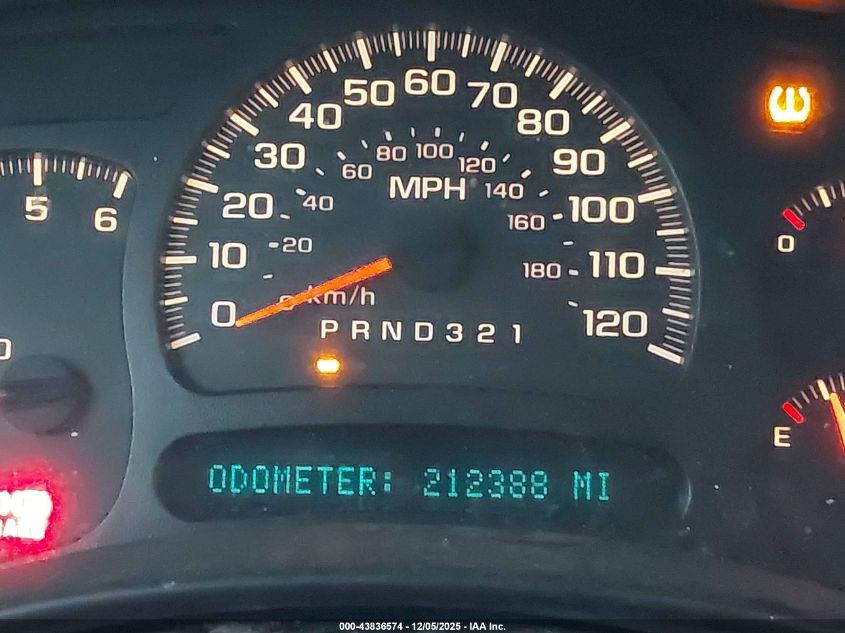 60
50 70
40 80
30 90
80 100 120
60 140
MPH
20 40 160 100
5 6
10 20 180 110
0
0 km/h 120
PRND321
E
ODOMETER: 212388 MI
000-43836574 - 12/05/2025 - IAA Inc.